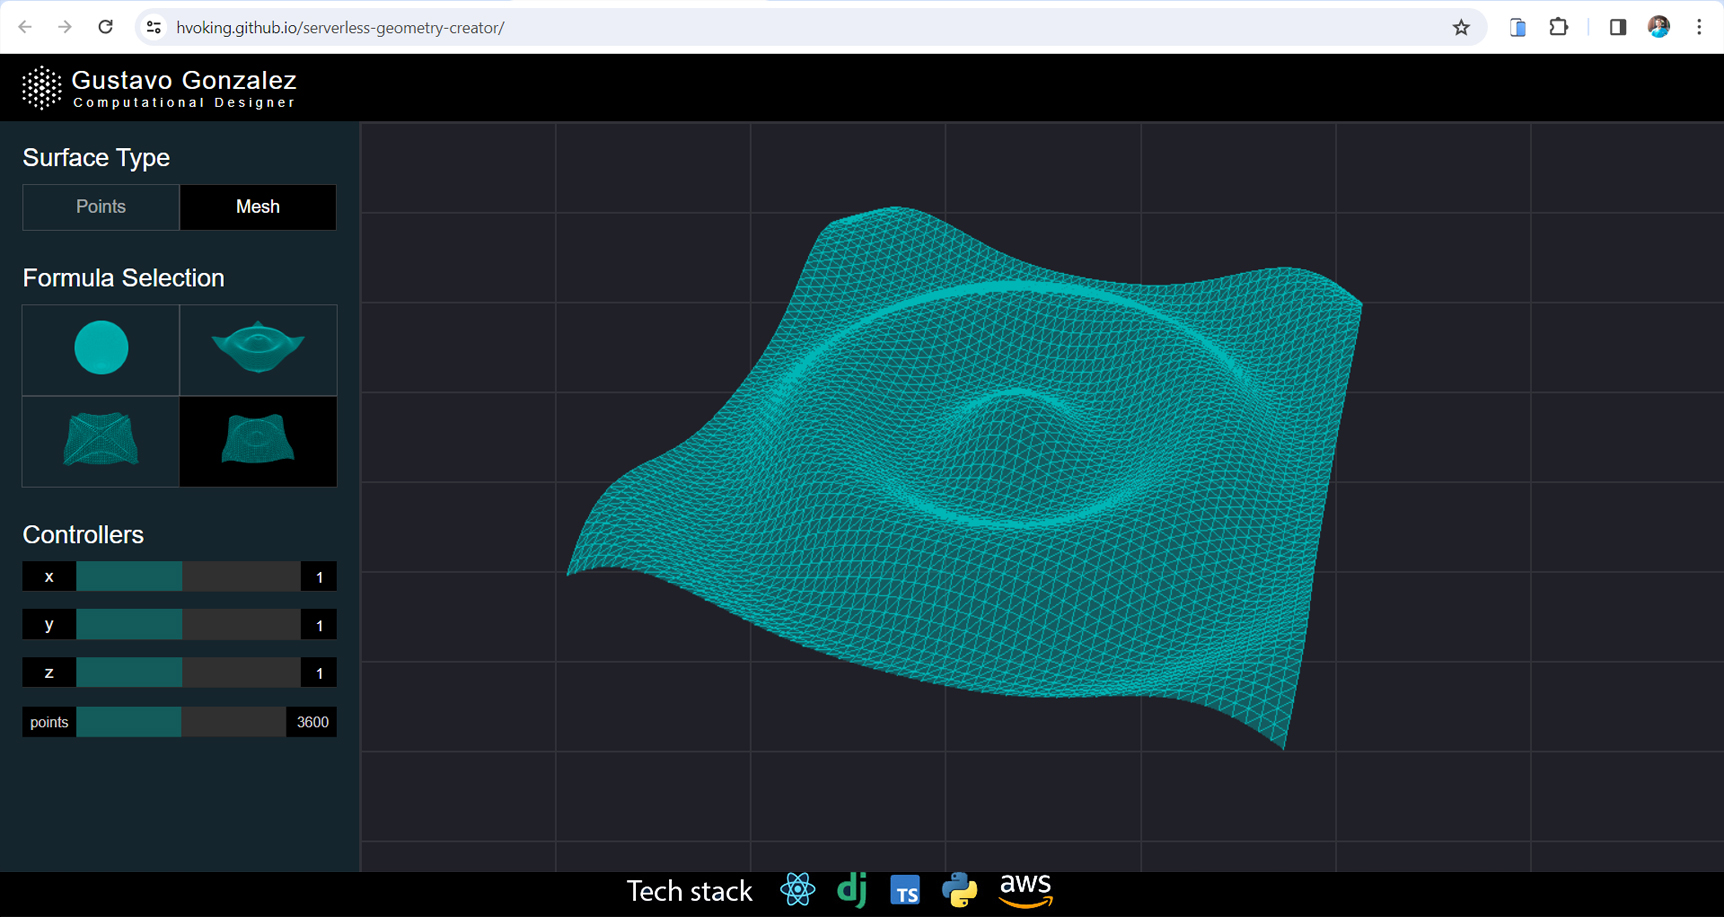 hvoking.github.io/serverless-geometry-creator/
Gustavo Gonzalez
Computational Designer
Surface Type
Points Mesh
Formula Selection
Controllers
x 1
y 1
z 1
points 3600
Tech stack dj TS aws